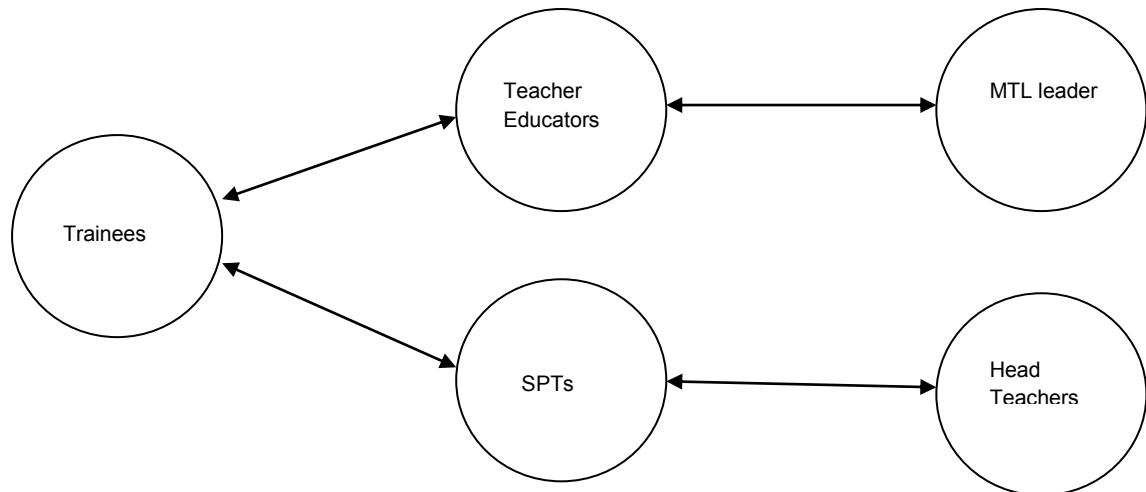 Teacher
Educators
MTL leader
Trainees
SPTs
Head
Teachers